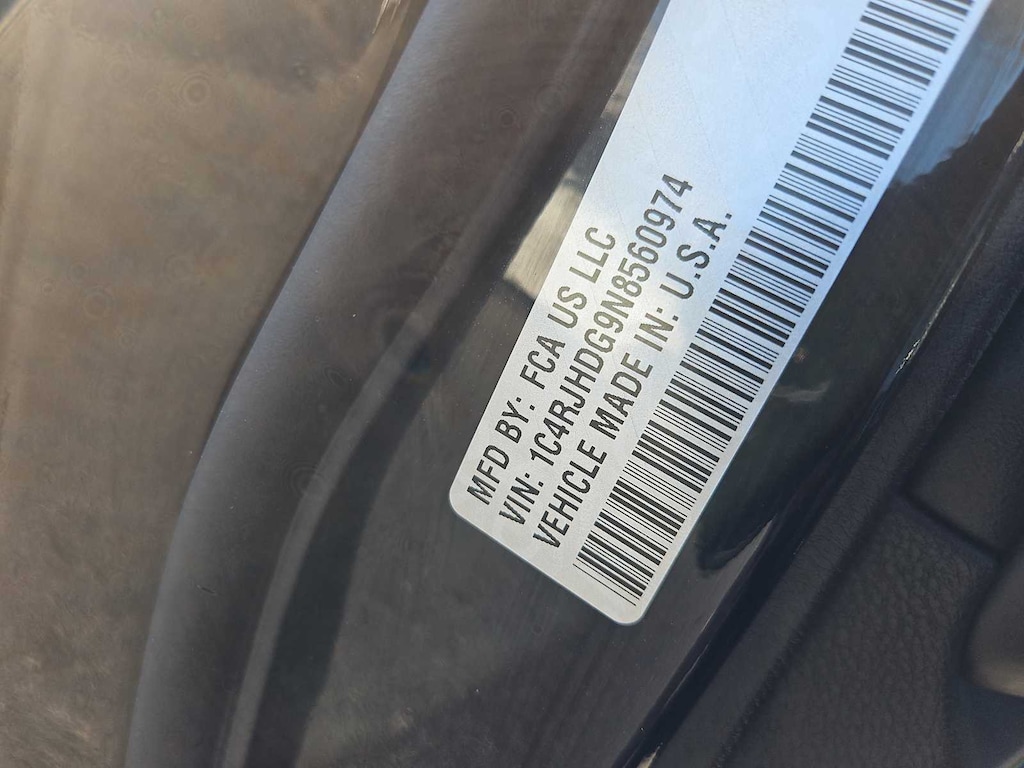 MFD BY: FCA US LLC
VIN: 1C4RJHDG9N8560974
VEHICLE MADE IN: U.S.A.